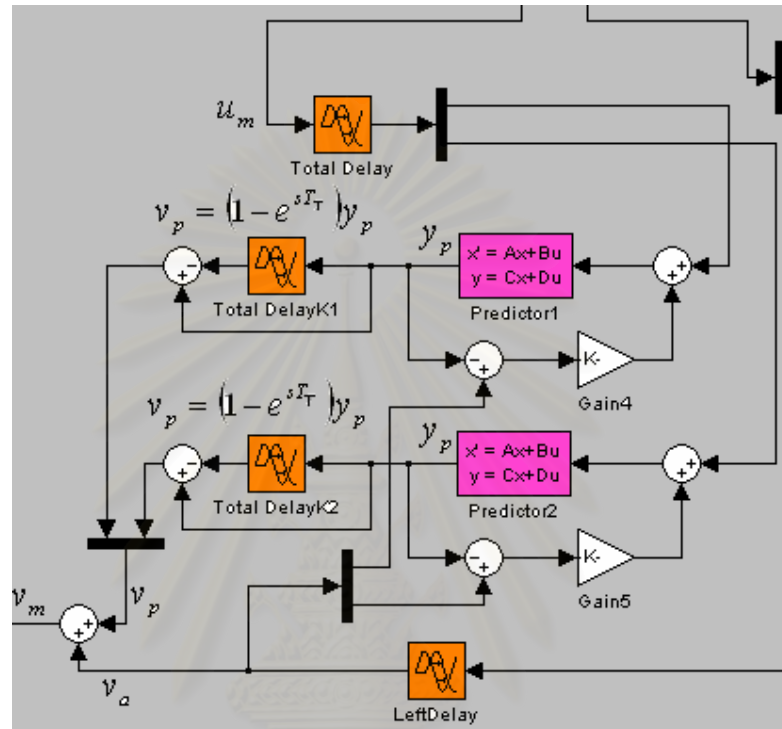 u_m
Total Delay
v_p = (1 − e^{sT_T}) y_p
y_p
x' = Ax+Bu
y = Cx+Du
Total DelayK1
Predictor1
K-
Gain4
v_p = (1 − e^{sT_T}) y_p
y_p
x' = Ax+Bu
y = Cx+Du
Total DelayK2
Predictor2
K-
Gain5
v_m
v_p
v_a
LeftDelay